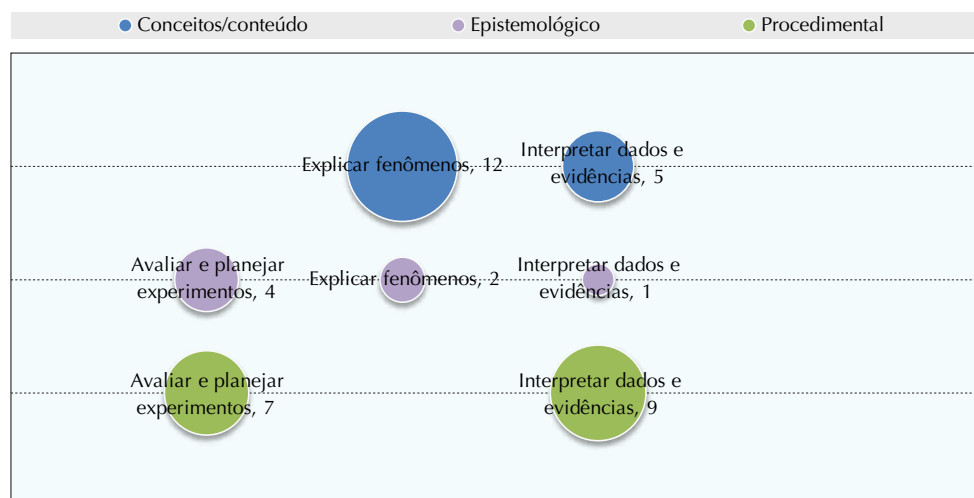 Conceitos/conteúdo Epistemológico Procedimental
Explicar fenômenos, 12
Interpretar dados e
evidências, 5
Avaliar e planejar
experimentos, 4
Explicar fenômenos, 2
Interpretar dados e
evidências, 1
Avaliar e planejar
experimentos, 7
Interpretar dados e
evidências, 9